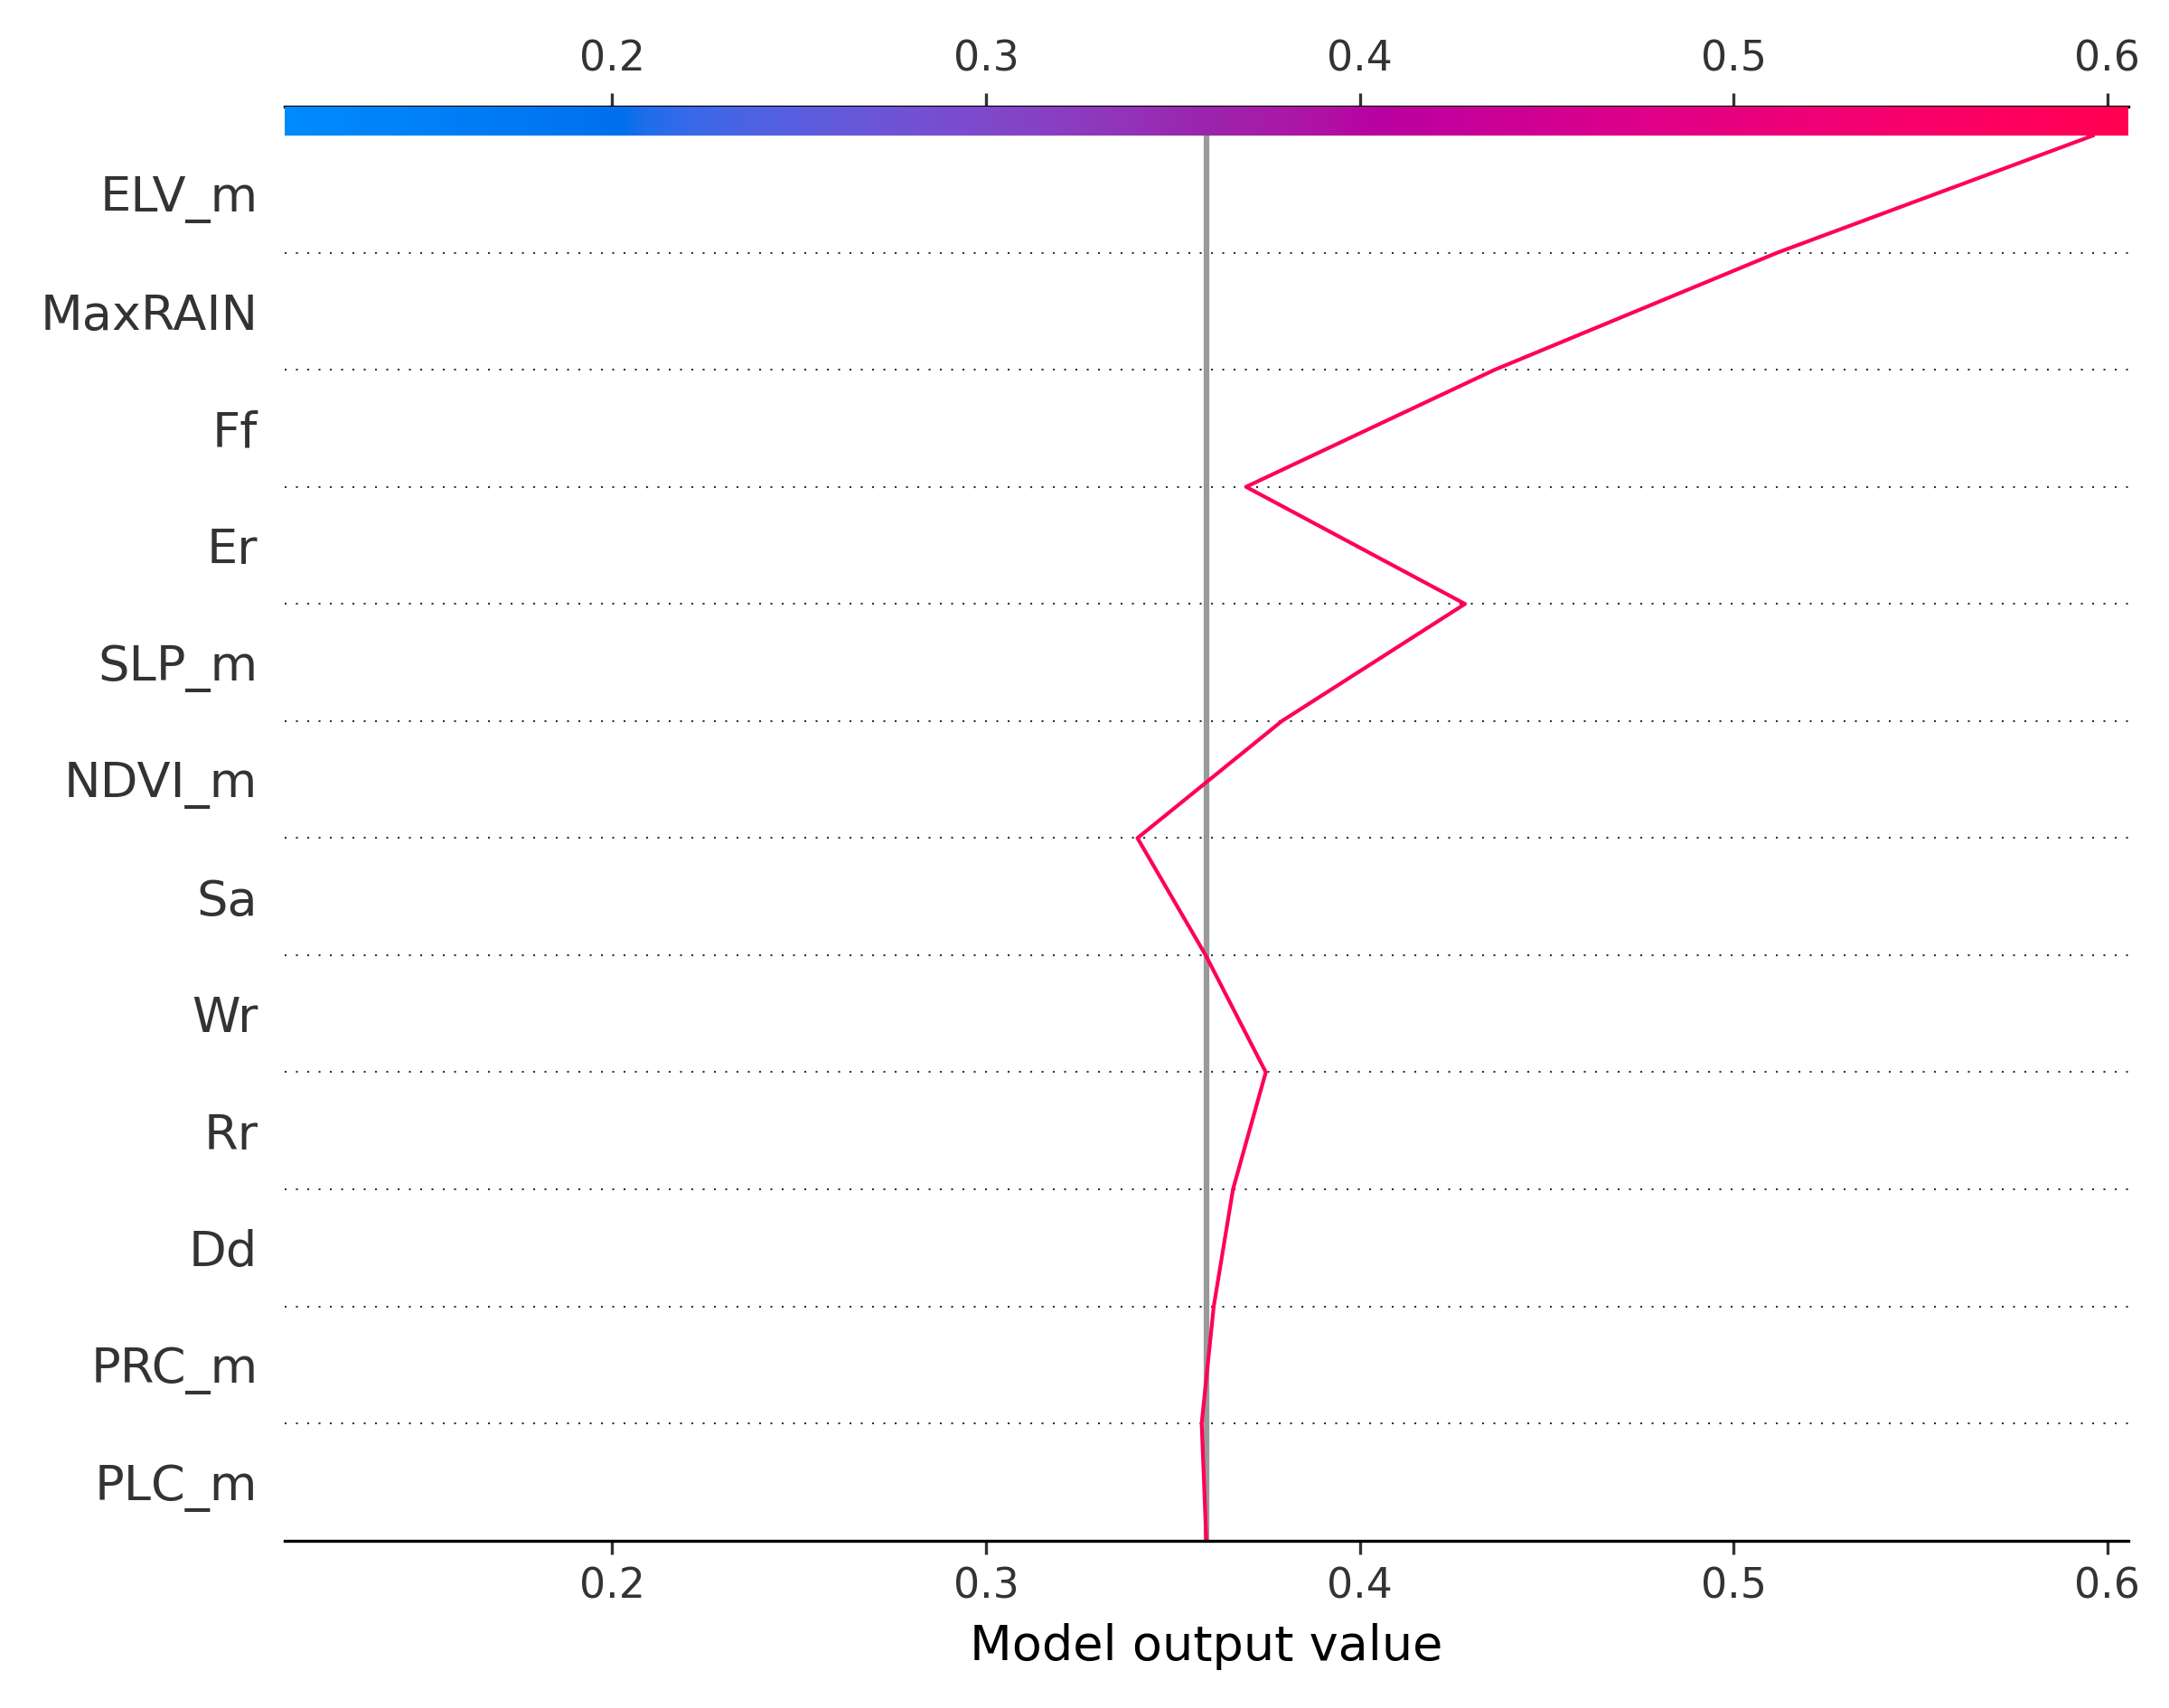 0.2 0.3 0.4 0.5 0.6
ELV_m
MaxRAIN
Ff
Er
SLP_m
NDVI_m
Sa
Wr
Rr
Dd
PRC_m
PLC_m
0.2 0.3 0.4 0.5 0.6
Model output value